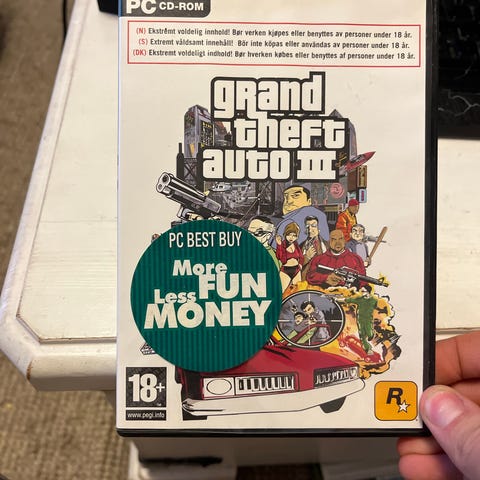 PC CD-ROM
(N) Ekstremt voldelig innhold! Bør verken kjøpes eller benyttes av personer under 18 år.
(S) Extremt våldsamt innehåll! Bör inte köpas eller användas av personer under 18 år.
(DK) Ekstremt voldeligt indhold! Bør hverken købes eller benyttes af personer under 18 år.
grand
theft
auto III
PC BEST BUY
More
FUN
Less
MONEY
18+
www.pegi.info
R